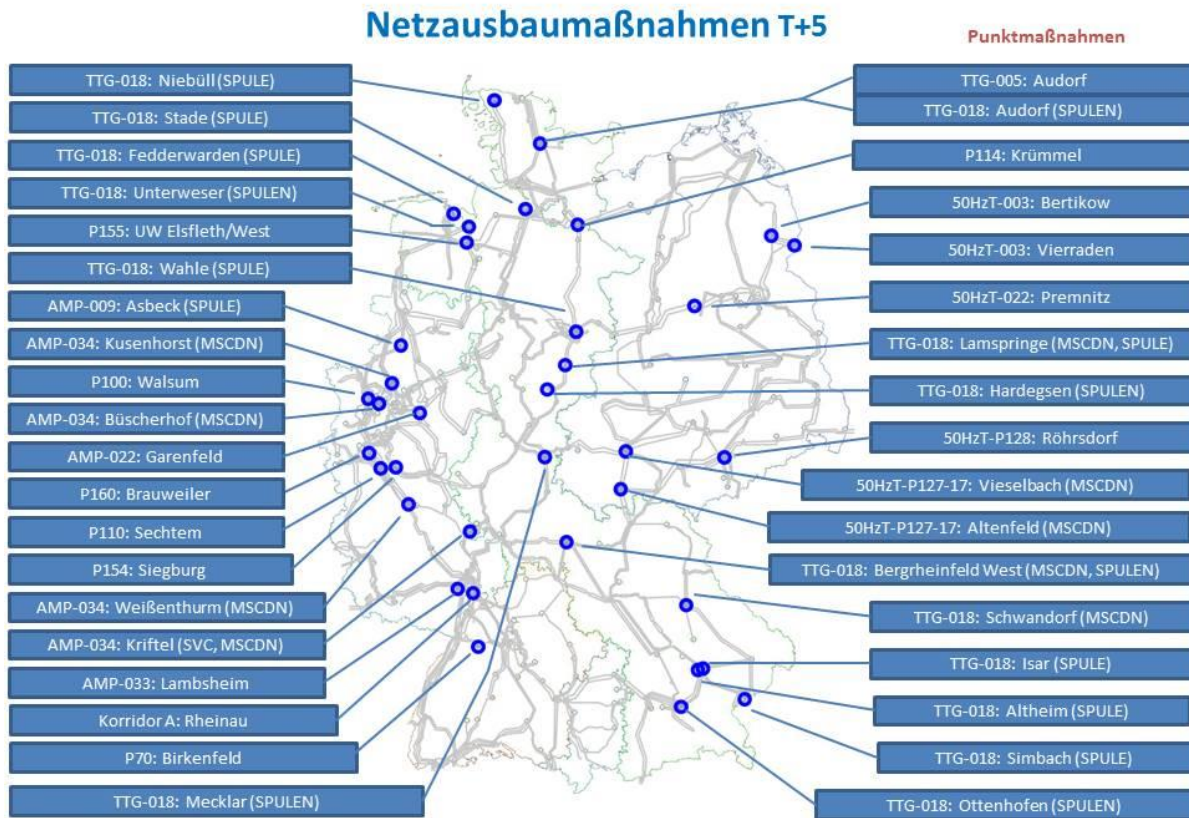 Netzausbaumaßnahmen T+5
Punktmaßnahmen
TTG-018: Niebüll (SPULE)
TTG-018: Stade (SPULE)
TTG-018: Fedderwarden (SPULE)
TTG-018: Unterweser (SPULEN)
P155: UW Elsfleth/West
TTG-018: Wahle (SPULE)
AMP-009: Asbeck (SPULE)
AMP-034: Kusenhorst (MSCDN)
P100: Walsum
AMP-034: Büscherhof (MSCDN)
AMP-022: Garenfeld
P160: Brauweiler
P110: Sechtem
P154: Siegburg
AMP-034: Weißenthurm (MSCDN)
AMP-034: Kriftel (SVC, MSCDN)
AMP-033: Lambsheim
Korridor A: Rheinau
P70: Birkenfeld
TTG-018: Mecklar (SPULEN)
TTG-005: Audorf
TTG-018: Audorf (SPULEN)
P114: Krümmel
50HzT-003: Bertikow
50HzT-003: Vierraden
50HzT-022: Premnitz
TTG-018: Lamspringe (MSCDN, SPULE)
TTG-018: Hardegsen (SPULEN)
50HzT-P128: Röhrsdorf
50HzT-P127-17: Vieselbach (MSCDN)
50HzT-P127-17: Altenfeld (MSCDN)
TTG-018: Bergrheinfeld West (MSCDN, SPULEN)
TTG-018: Schwandorf (MSCDN)
TTG-018: Isar (SPULE)
TTG-018: Altheim (SPULE)
TTG-018: Simbach (SPULE)
TTG-018: Ottenhofen (SPULEN)